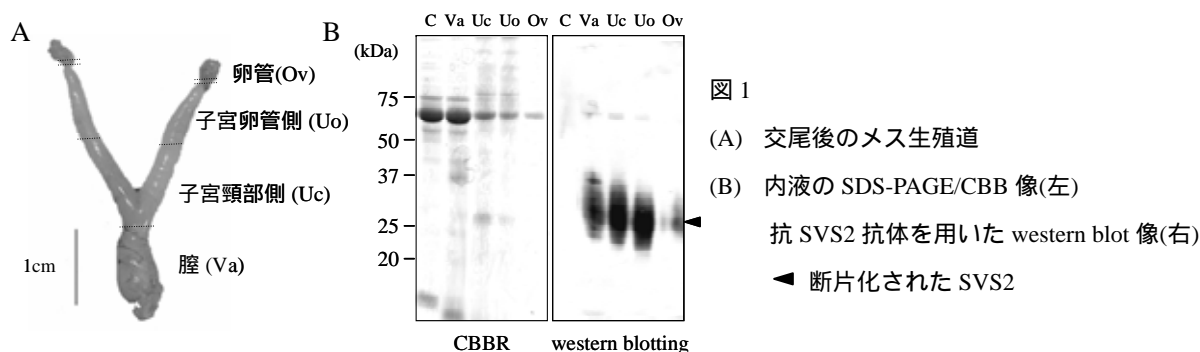 A
卵管(Ov)
子宮卵管側 (Uo)
子宮頸部側 (Uc)
膣 (Va)
1cm
B
C Va Uc Uo Ov C Va Uc Uo Ov
(kDa)
75
50
37
25
20
CBBR western blotting
図 1
(A) 交尾後のメス生殖道
(B) 内液の SDS-PAGE/CBB 像(左)
抗 SVS2 抗体を用いた western blot 像(右)
◄ 断片化された SVS2